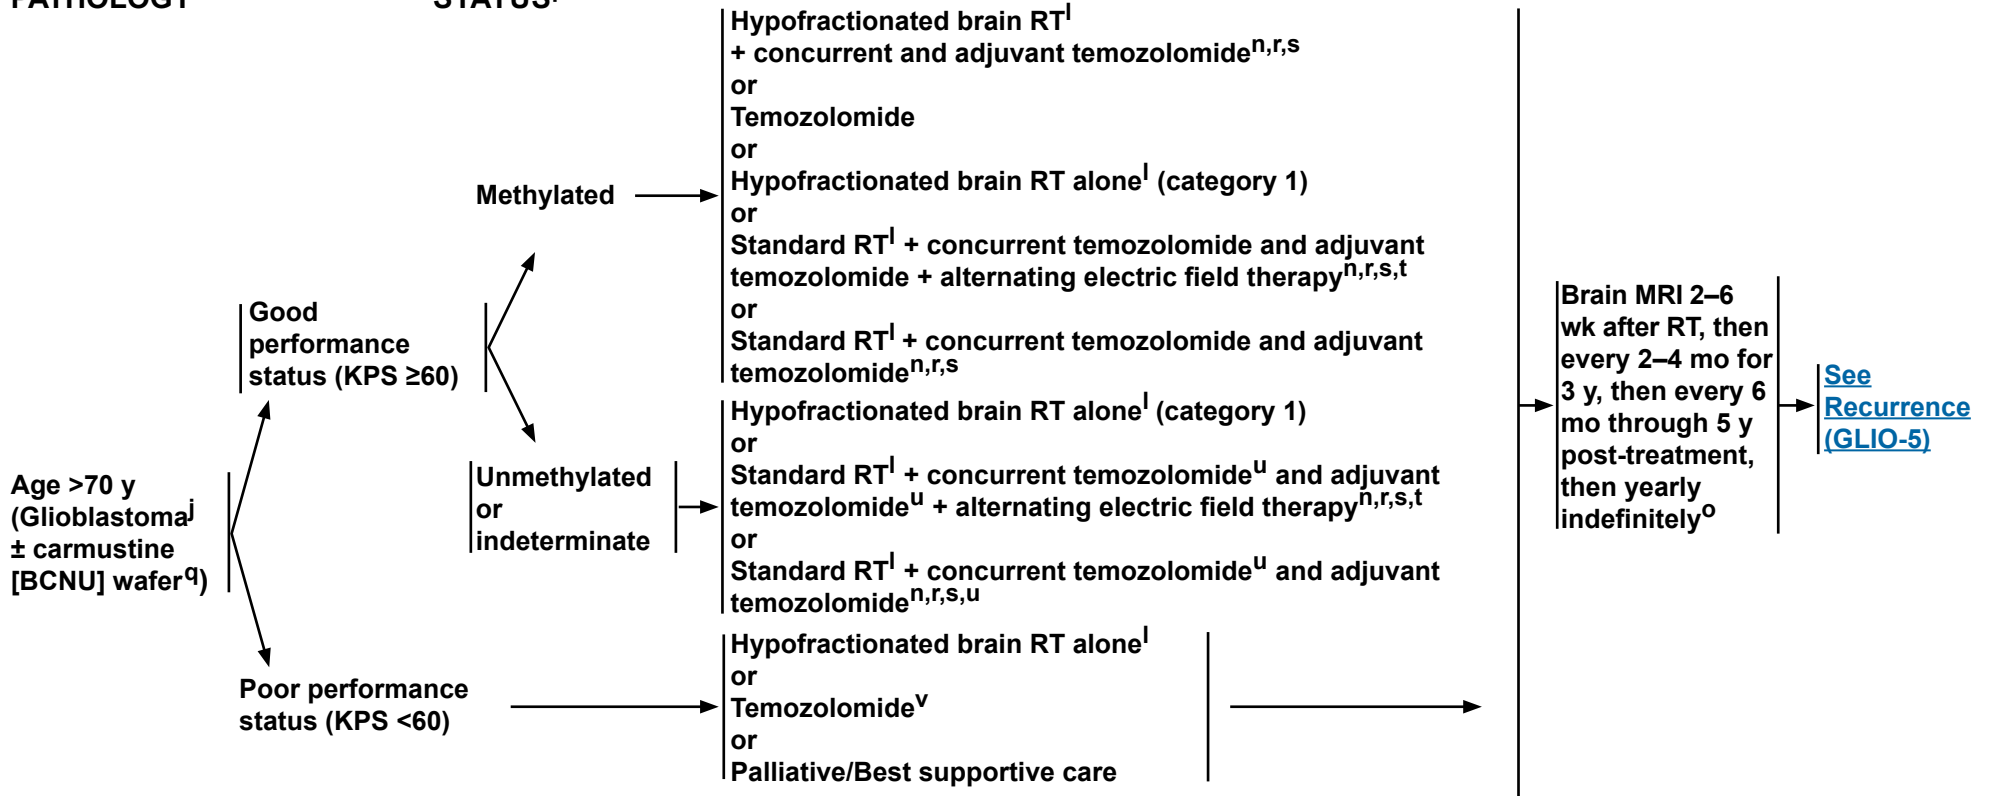 PATHOLOGY
STATUS
Age >70 y
(Glioblastomaj
± carmustine
[BCNU] waferq)
Good
performance
status (KPS ≥60)
Poor performance
status (KPS <60)
Methylated
Unmethylated
or
indeterminate
Hypofractionated brain RTl
+ concurrent and adjuvant temozolomiden,r,s
or
Temozolomide
or
Hypofractionated brain RT alonel (category 1)
or
Standard RTl + concurrent temozolomide and adjuvant
temozolomide + alternating electric field therapyn,r,s,t
or
Standard RTl + concurrent temozolomide and adjuvant
temozolomiden,r,s
Hypofractionated brain RT alonel (category 1)
or
Standard RTl + concurrent temozolomideu and adjuvant
temozolomideu + alternating electric field therapyn,r,s,t
or
Standard RTl + concurrent temozolomideu and adjuvant
temozolomiden,r,s,u
Hypofractionated brain RT alonel
or
Temozolomidev
or
Palliative/Best supportive care
Brain MRI 2–6
wk after RT, then
every 2–4 mo for
3 y, then every 6
mo through 5 y
post-treatment,
then yearly
indefinitelyo
See
Recurrence
(GLIO-5)